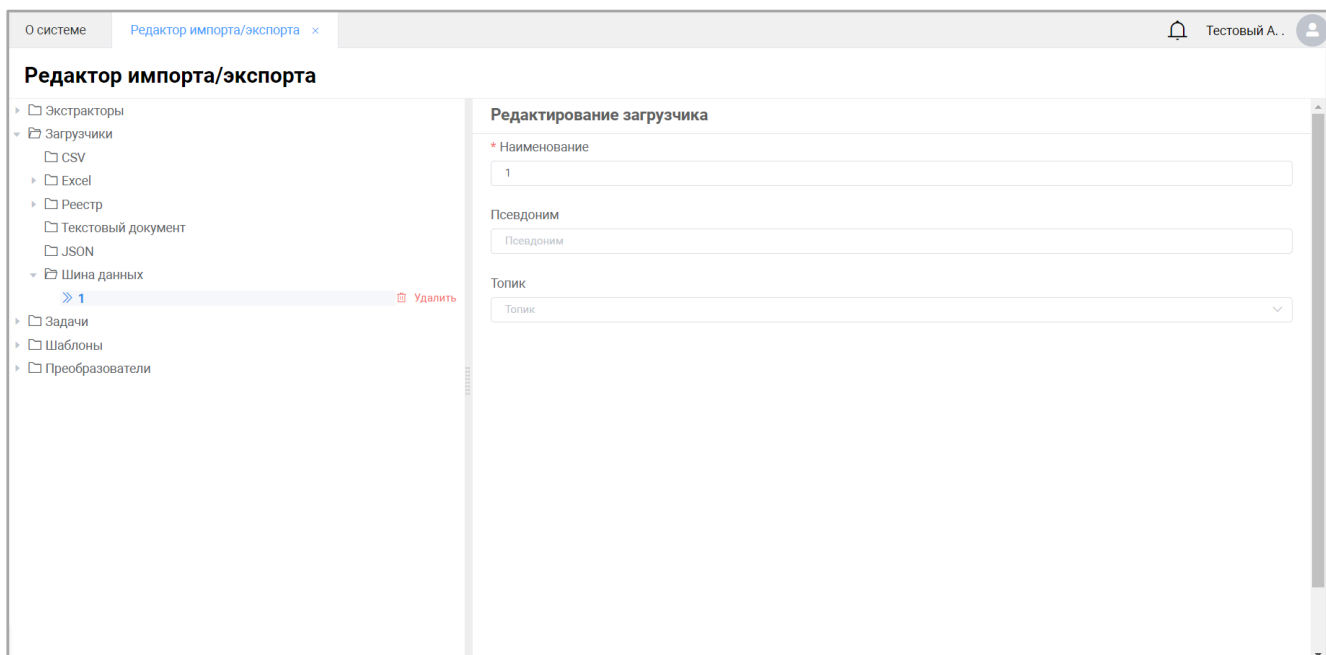 О системе
Редактор импорта/экспорта ×
Тестовый А. .
Редактор импорта/экспорта
Экстракторы
Загрузчики
CSV
Excel
Реестр
Текстовый документ
JSON
Шина данных
1 Удалить
Задачи
Шаблоны
Преобразователи
Редактирование загрузчика
* Наименование
1
Псевдоним
Псевдоним
Топик
Топик